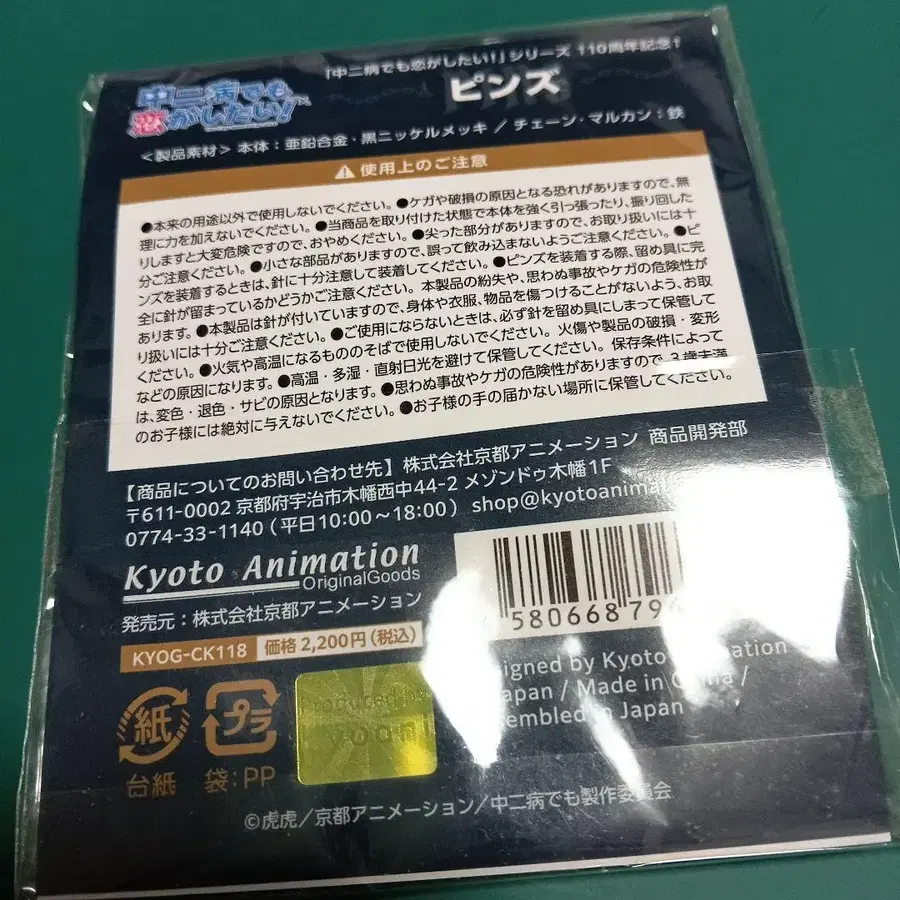 「中二病でも恋がしたい！」シリーズ 110周年記念!
中二病でも
恋がしたい！
ピンズ
＜製品素材＞ 本体：亜鉛合金・黒ニッケルメッキ / チェーン・マルカン：鉄
⚠使用上のご注意
●本来の用途以外で使用しないでください。●ケガや破損の原因となる恐れがありますので、無
理に力を加えないでください。●当商品を取り付けた状態で本体を強く引っ張ったり、振り回した
りしますと大変危険ですので、おやめください。●尖った部分がありますので、お取り扱いには十
分ご注意ください。●小さな部品がありますので、誤って飲み込まないようご注意ください。●ピ
ンズを装着するときは、針に十分注意して装着してください。●ピンズを装着する際、留め具に完
全に針が留まっているかどうかご注意ください。本製品の紛失や、思わぬ事故やケガの危険性が
あります。●本製品は針が付いていますので、身体や衣服、物品を傷つけることがないよう、お取
り扱いには十分ご注意ください。●ご使用にならないときは、必ず針を留め具にしまって保管して
ください。●火気や高温になるもののそばで使用しないでください。火傷や製品の破損・変形
などの原因になります。●高温・多湿・直射日光を避けて保管してください。保存条件によって
は、変色・退色・サビの原因となります。●思わぬ事故やケガの危険性がありますので、3歳未満
のお子様には絶対に与えないでください。●お子様の手の届かない場所に保管してください。
【商品についてのお問い合わせ先】株式会社京都アニメーション 商品開発部
〒611-0002 京都府宇治市木幡西中44-2 メゾンドゥ木幡1F
0774-33-1140（平日10:00〜18:00） shop@kyotoanima
Kyoto Animation
OriginalGoods
発売元：株式会社京都アニメーション
580668 79
KYOG-CK118 価格 2,200円（税込）
signed by Kyoto Animation
Japan / Made in China /
sembled in Japan
紙 プラ
台紙 袋：PP
Produced by
©虎虎／京都アニメーション／中二病でも製作委員会